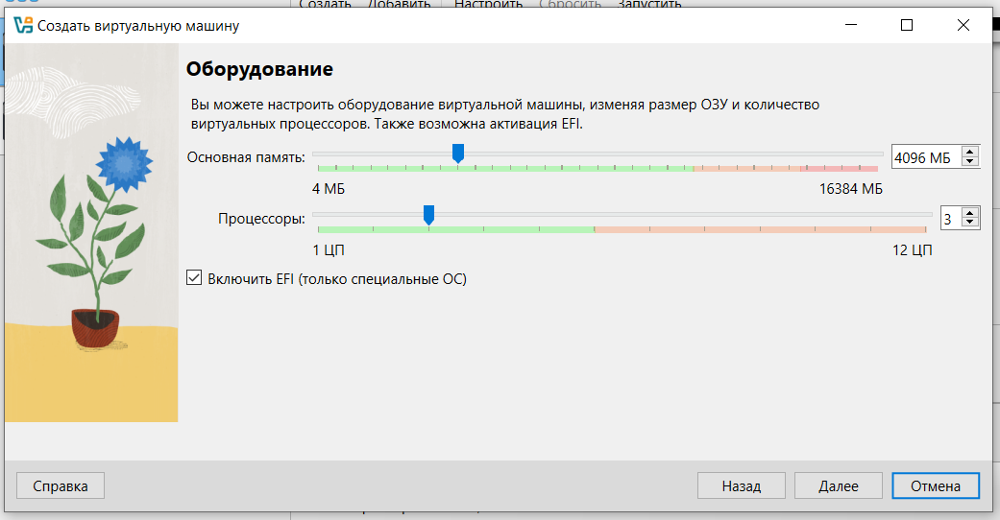 Создать Добавить Настроить Сбросить Запустить
Создать виртуальную машину
Оборудование
Вы можете настроить оборудование виртуальной машины, изменяя размер ОЗУ и количество
виртуальных процессоров. Также возможна активация EFI.
Основная память: 4096 МБ
4 МБ 16384 МБ
Процессоры: 3
1 ЦП 12 ЦП
Включить EFI (только специальные ОС)
Справка Назад Далее Отмена